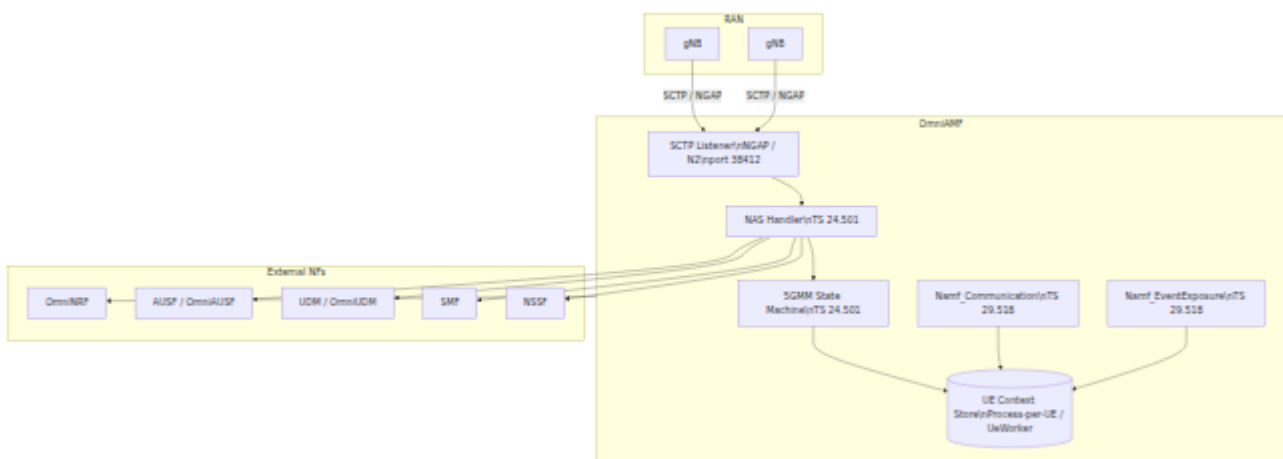 RAN
gNB
gNB
SCTP / NGAP
SCTP / NGAP
OmniAMF
SCTP Listener\nNGAP /
N2\nport 38412
NAS Handler\nTS 24.501
External NFs
OmniNRF
AUSF / OmniAUSF
UDM / OmniUDM
SMF
NSSF
5GMM State
Machine\nTS 24.501
Namf_Communication\nTS
29.518
Namf_EventExposure\nTS
29.518
UE Context
Store\nProcess-per-UE /
UeWorker